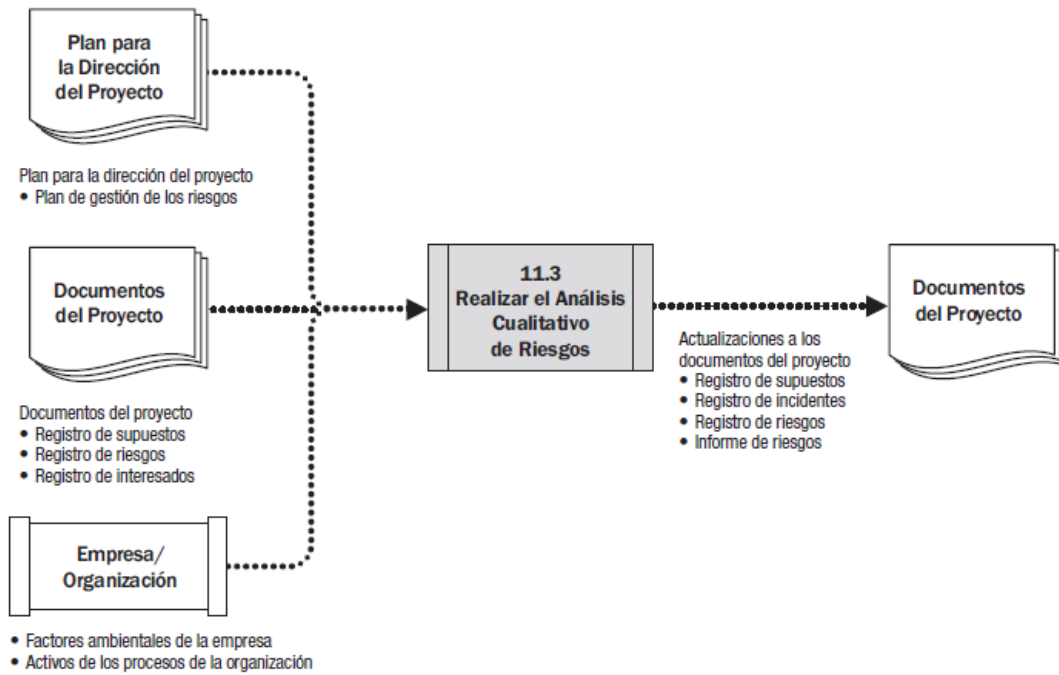 Plan para
la Dirección
del Proyecto
Plan para la dirección del proyecto
• Plan de gestión de los riesgos
Documentos
del Proyecto
Documentos del proyecto
• Registro de supuestos
• Registro de riesgos
• Registro de interesados
Empresa/
Organización
• Factores ambientales de la empresa
• Activos de los procesos de la organización
11.3
Realizar el Análisis
Cualitativo
de Riesgos
Actualizaciones a los
documentos del proyecto
• Registro de supuestos
• Registro de incidentes
• Registro de riesgos
• Informe de riesgos
Documentos
del Proyecto